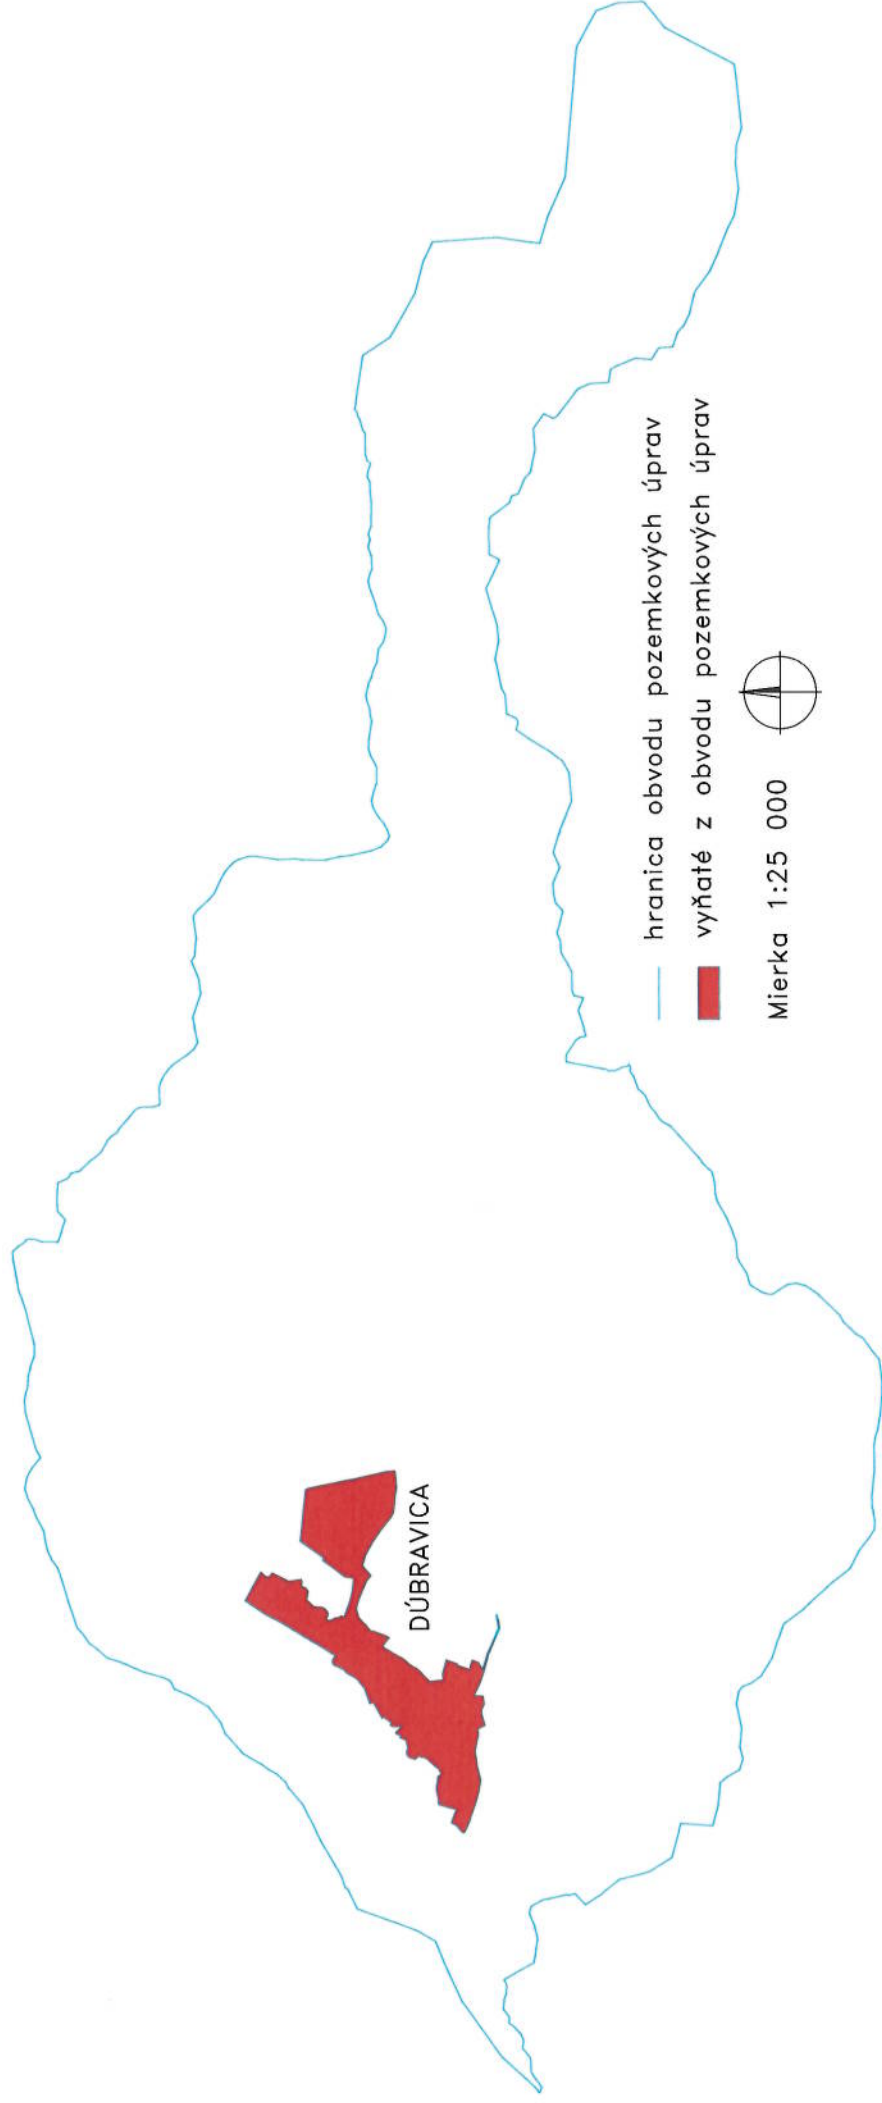 DÚBRAVICA
hranica obvodu pozemkových úprav
vyňaté z obvodu pozemkových úprav
Mierka 1:25 000